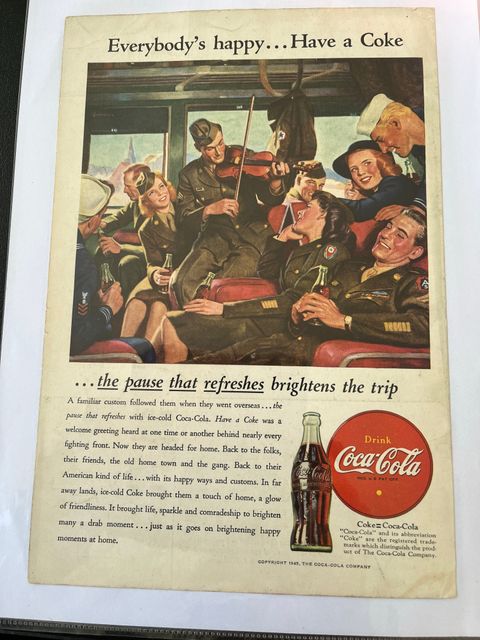 Everybody's happy...Have a Coke
...the pause that refreshes brightens the trip
A familiar custom followed them when they went overseas...the
pause that refreshes with ice-cold Coca-Cola. Have a Coke was a
welcome greeting heard at one time or another behind nearly every
fighting front. Now they are headed for home. Back to the folks,
their friends, the old home town and the gang. Back to their
American kind of life...with its happy ways and customs. In far
away lands, ice-cold Coke brought them a touch of home, a glow
of friendliness. It brought life, sparkle and comradeship to brighten
many a drab moment...just as it goes on brightening happy
moments at home.
Coca-Cola
Drink
Coca-Cola
REG. U.S. PAT. OFF.
Coke = Coca-Cola
"Coca-Cola" and its abbreviation
"Coke" are the registered trade-
marks which distinguish the prod-
uct of The Coca-Cola Company.
COPYRIGHT 1945, THE COCA-COLA COMPANY